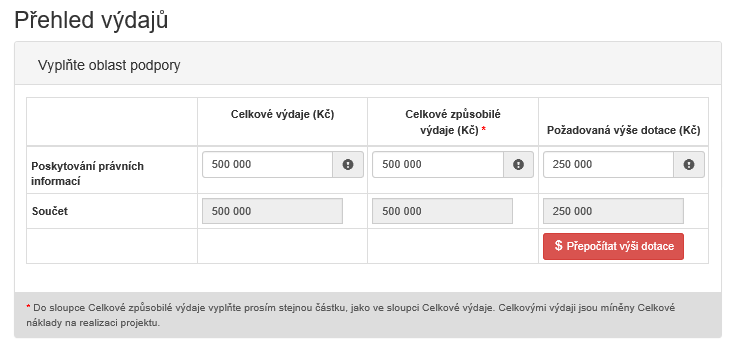 Přehled výdajů
Vyplňte oblast podpory
Celkové výdaje (Kč)
Celkové způsobilé
výdaje (Kč) *
Požadovaná výše dotace (Kč)
Poskytování právních
informací
500 000
500 000
250 000
Součet
500 000
500 000
250 000
$ Přepočítat výši dotace
* Do sloupce Celkové způsobilé výdaje vyplňte prosím stejnou částku, jako ve sloupci Celkové výdaje. Celkovými výdaji jsou míněny Celkové
náklady na realizaci projektu.